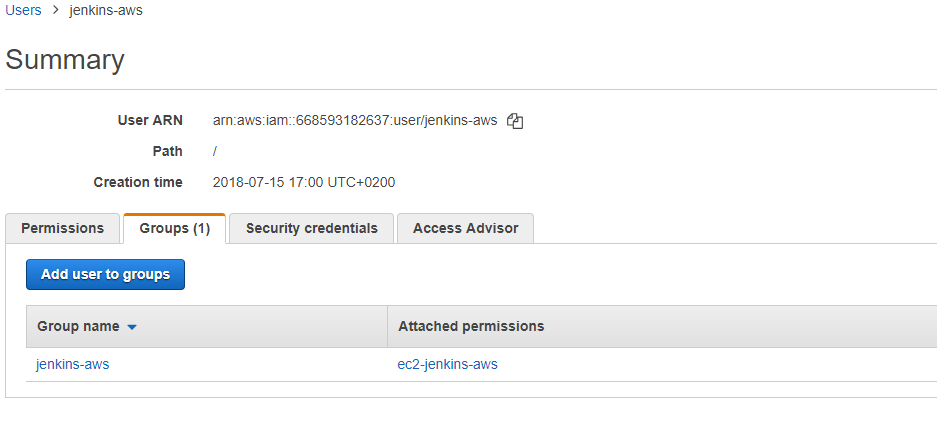 Users > jenkins-aws
Summary
User ARN arn:aws:iam::668593182637:user/jenkins-aws
Path /
Creation time 2018-07-15 17:00 UTC+0200
Permissions Groups (1) Security credentials Access Advisor
Add user to groups
Group name Attached permissions
jenkins-aws ec2-jenkins-aws